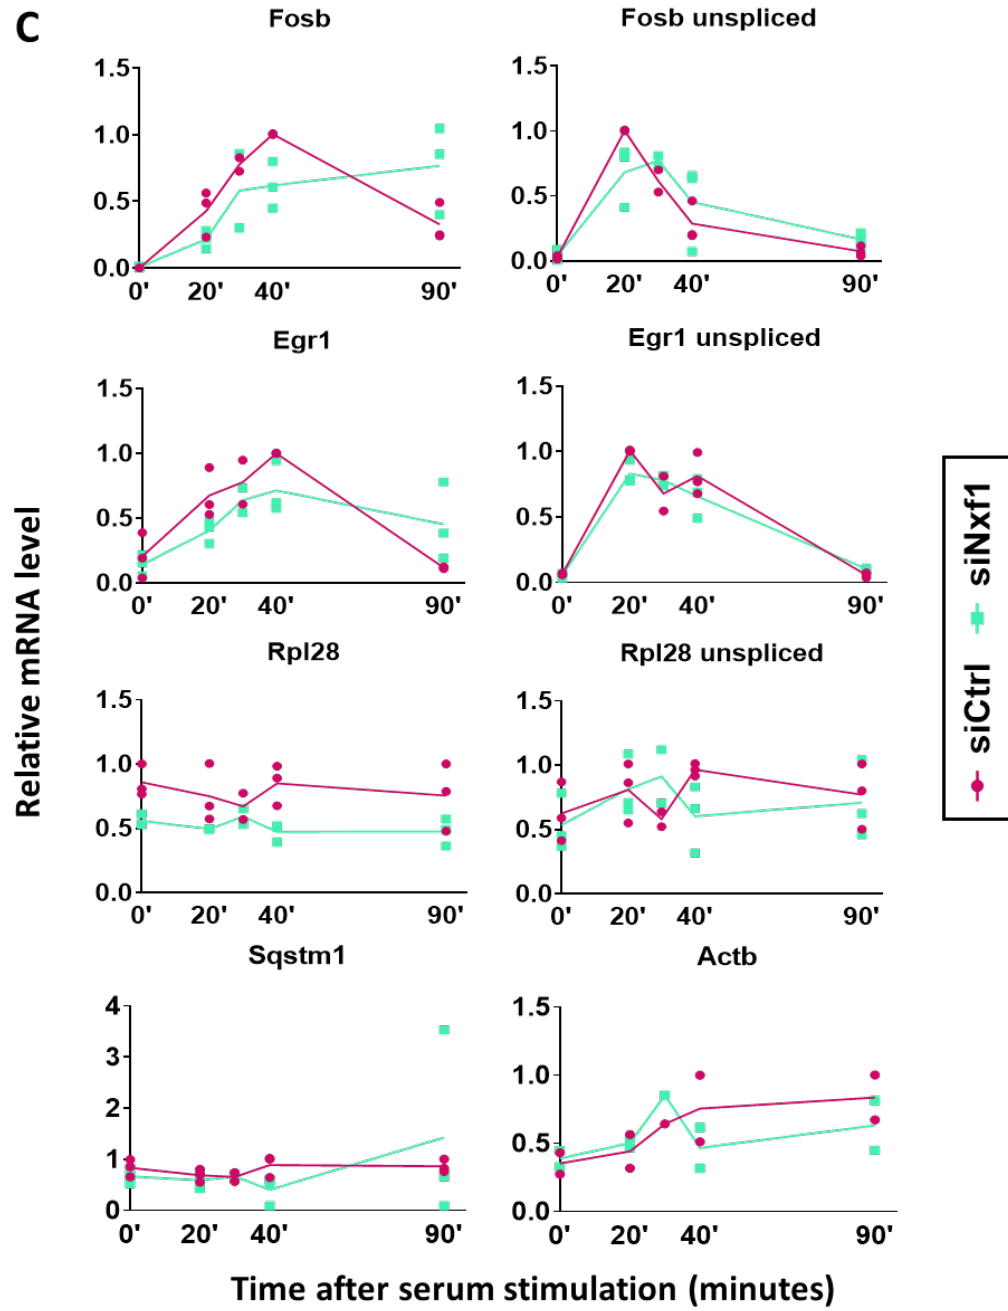 C
Fosb
1.5
1.0
0.5
0.0
0' 20' 40' 90'
Fosb unspliced
1.5
1.0
0.5
0.0
0' 20' 40' 90'
Egr1
1.5
1.0
0.5
0.0
0' 20' 40' 90'
Egr1 unspliced
1.5
1.0
0.5
0.0
0' 20' 40' 90'
Rpl28
1.5
1.0
0.5
0.0
0' 20' 40' 90'
Rpl28 unspliced
1.5
1.0
0.5
0.0
0' 20' 40' 90'
Sqstm1
4
3
2
1
0
0' 20' 40' 90'
Actb
1.5
1.0
0.5
0.0
0' 20' 40' 90'
Relative mRNA level
Time after serum stimulation (minutes)
siCtrl siNxf1